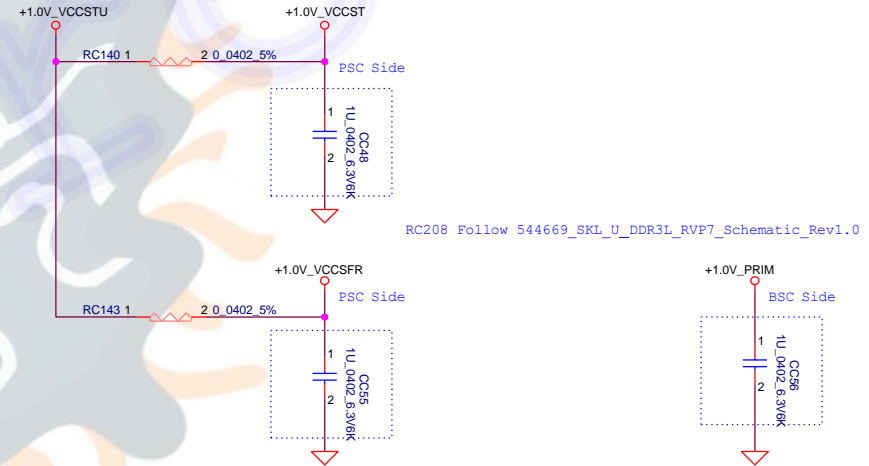 +1.0V_VCCSTU
+1.0V_VCCST
RC140 1
2 0_0402_5%
PSC Side
1
2
CC48
1U_0402_6.3V6K
RC208 Follow 544669_SKL_U_DDR3L_RVP7_Schematic_Rev1.0
+1.0V_VCCSFR
+1.0V_PRIM
PSC Side
BSC Side
RC143 1
2 0_0402_5%
1
2
CC55
1U_0402_6.3V6K
1
2
CC56
1U_0402_6.3V6K